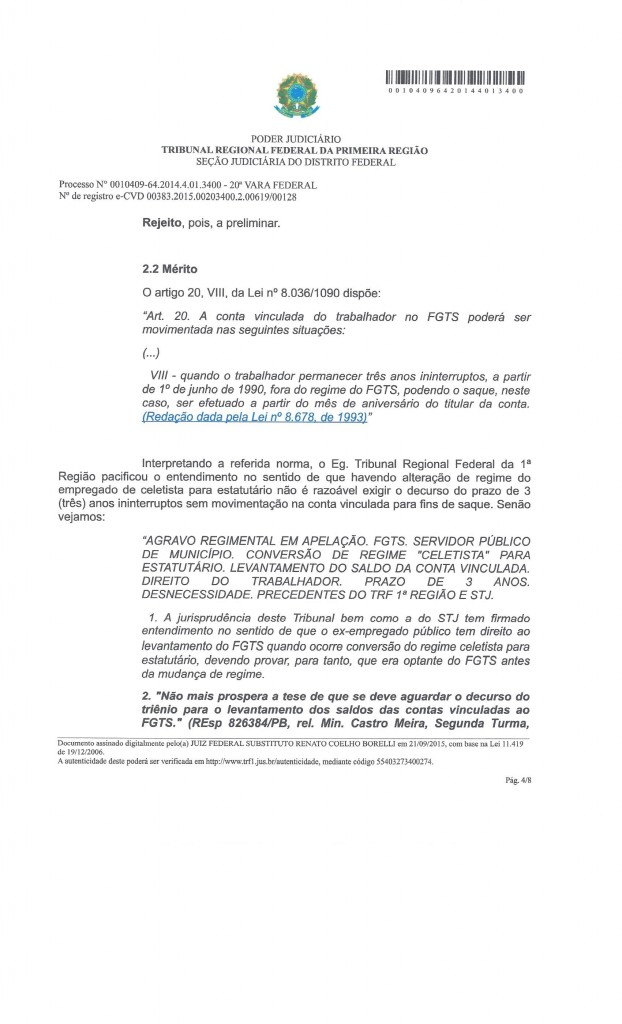 00104096420144013400
PODER JUDICIÁRIO
TRIBUNAL REGIONAL FEDERAL DA PRIMEIRA REGIÃO
SEÇÃO JUDICIÁRIA DO DISTRITO FEDERAL
Processo N° 0010409-64.2014.4.01.3400 - 20ª VARA FEDERAL
Nº de registro e-CVD 00383.2015.00203400.2.00619/00128
Rejeito, pois, a preliminar.
2.2 Mérito
O artigo 20, VIII, da Lei nº 8.036/1090 dispõe:
“Art. 20. A conta vinculada do trabalhador no FGTS poderá ser
movimentada nas seguintes situações:
(...)
VIII - quando o trabalhador permanecer três anos ininterruptos, a partir
de 1º de junho de 1990, fora do regime do FGTS, podendo o saque, neste
caso, ser efetuado a partir do mês de aniversário do titular da conta.
(Redação dada pela Lei nº 8.678, de 1993)”
Interpretando a referida norma, o Eg. Tribunal Regional Federal da 1ª
Região pacificou o entendimento no sentido de que havendo alteração de regime do
empregado de celetista para estatutário não é razoável exigir o decurso do prazo de 3
(três) anos ininterruptos sem movimentação na conta vinculada para fins de saque. Senão
vejamos:
“AGRAVO REGIMENTAL EM APELAÇÃO. FGTS. SERVIDOR PÚBLICO
DE MUNICÍPIO. CONVERSÃO DE REGIME "CELETISTA" PARA
ESTATUTÁRIO. LEVANTAMENTO DO SALDO DA CONTA VINCULADA.
DIREITO DO TRABALHADOR. PRAZO DE 3 ANOS.
DESNECESSIDADE. PRECEDENTES DO TRF 1ª REGIÃO E STJ.
1. A jurisprudência deste Tribunal bem como a do STJ tem firmado
entendimento no sentido de que o ex-empregado público tem direito ao
levantamento do FGTS quando ocorre conversão do regime celetista para
estatutário, devendo provar, para tanto, que era optante do FGTS antes
da mudança de regime.
2. "Não mais prospera a tese de que se deve aguardar o decurso do
triênio para o levantamento dos saldos das contas vinculadas ao
FGTS." (REsp 826384/PB, rel. Min. Castro Meira, Segunda Turma,
Documento assinado digitalmente pelo(a) JUIZ FEDERAL SUBSTITUTO RENATO COELHO BORELLI em 21/09/2015, com base na Lei 11.419
de 19/12/2006.
A autenticidade deste poderá ser verificada em http://www.trf1.jus.br/autenticidade, mediante código 55403273400274.
Pág. 4/8